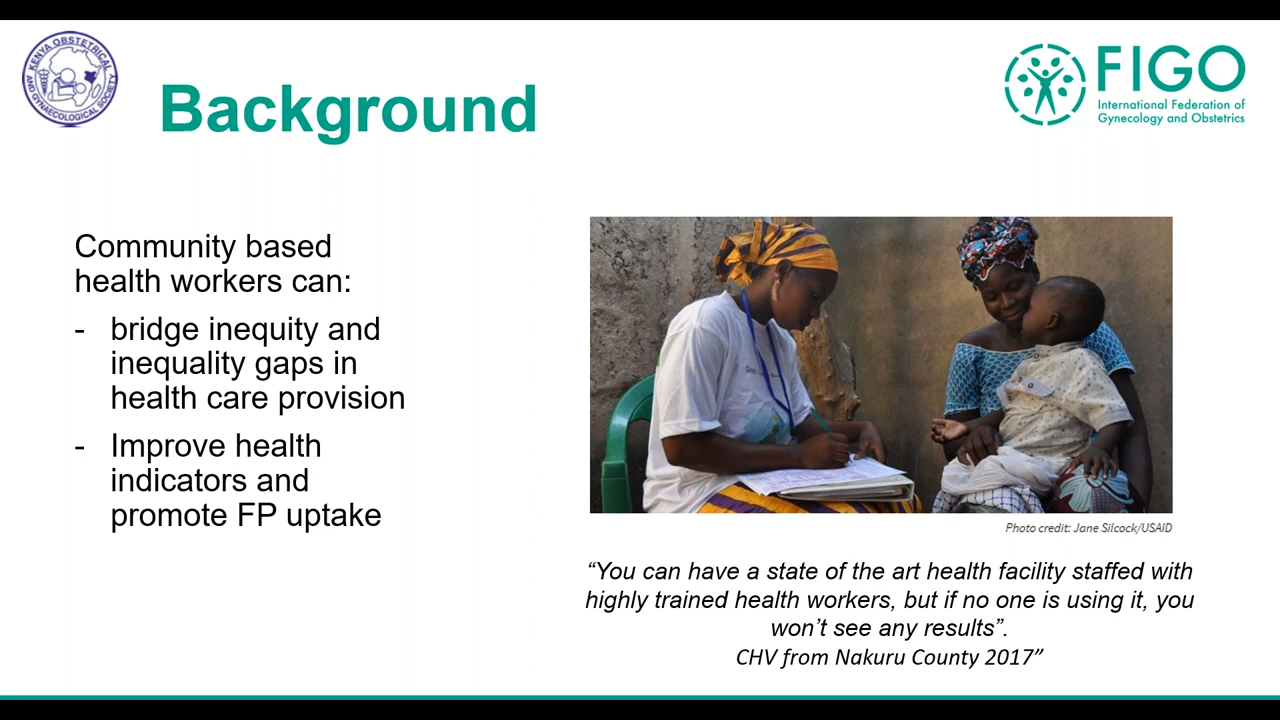 KENYA OBSTETRICAL
AND GYNAECOLOGICAL SOCIETY
Background
FIGO
International Federation of
Gynecology and Obstetrics
Community based
health workers can:
- bridge inequity and
inequality gaps in
health care provision
- Improve health
indicators and
promote FP uptake
Photo credit: Jane Silcock/USAID
“You can have a state of the art health facility staffed with
highly trained health workers, but if no one is using it, you
won’t see any results”.
CHV from Nakuru County 2017”